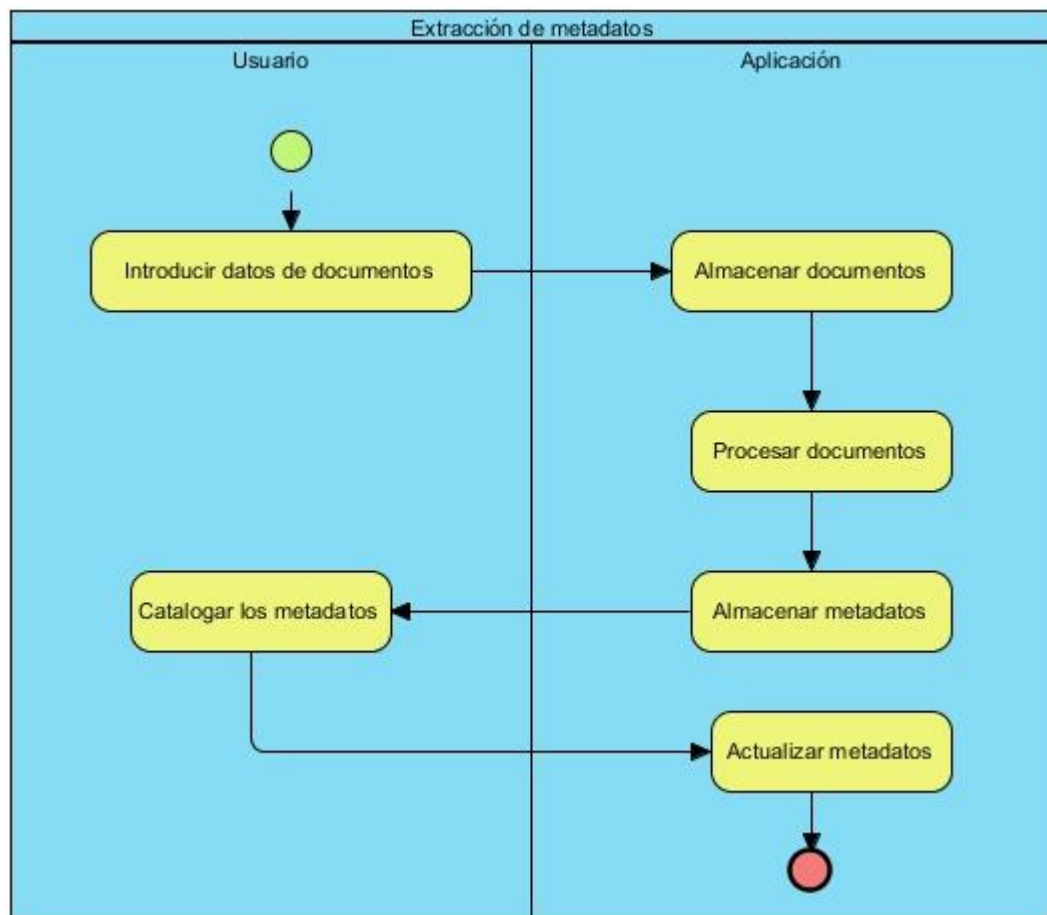 Extracción de metadatos
Usuario
Aplicación
Introducir datos de documentos
Almacenar documentos
Procesar documentos
Almacenar metadatos
Catalogar los metadatos
Actualizar metadatos